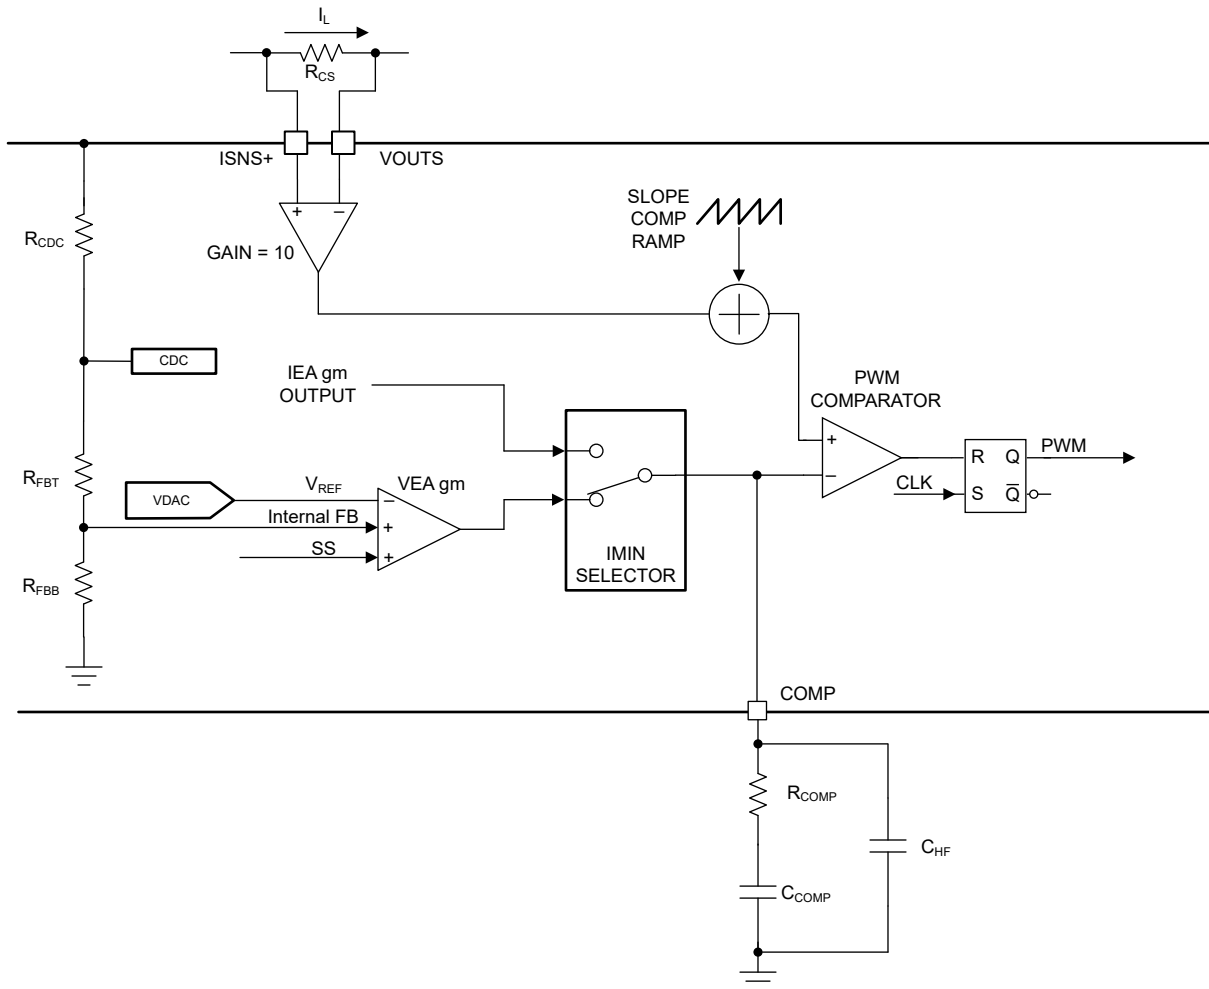 I_L
R_CS
ISNS+
VOUTS
+
−
GAIN = 10
R_CDC
SLOPE
COMP
RAMP
CDC
IEA gm
OUTPUT
PWM
COMPARATOR
+
−
R Q
S Q̅
PWM
CLK
R_FBT
VDAC
V_REF
VEA gm
−
Internal FB
+
SS
+
R_FBB
IMIN
SELECTOR
COMP
R_COMP
C_HF
C_COMP